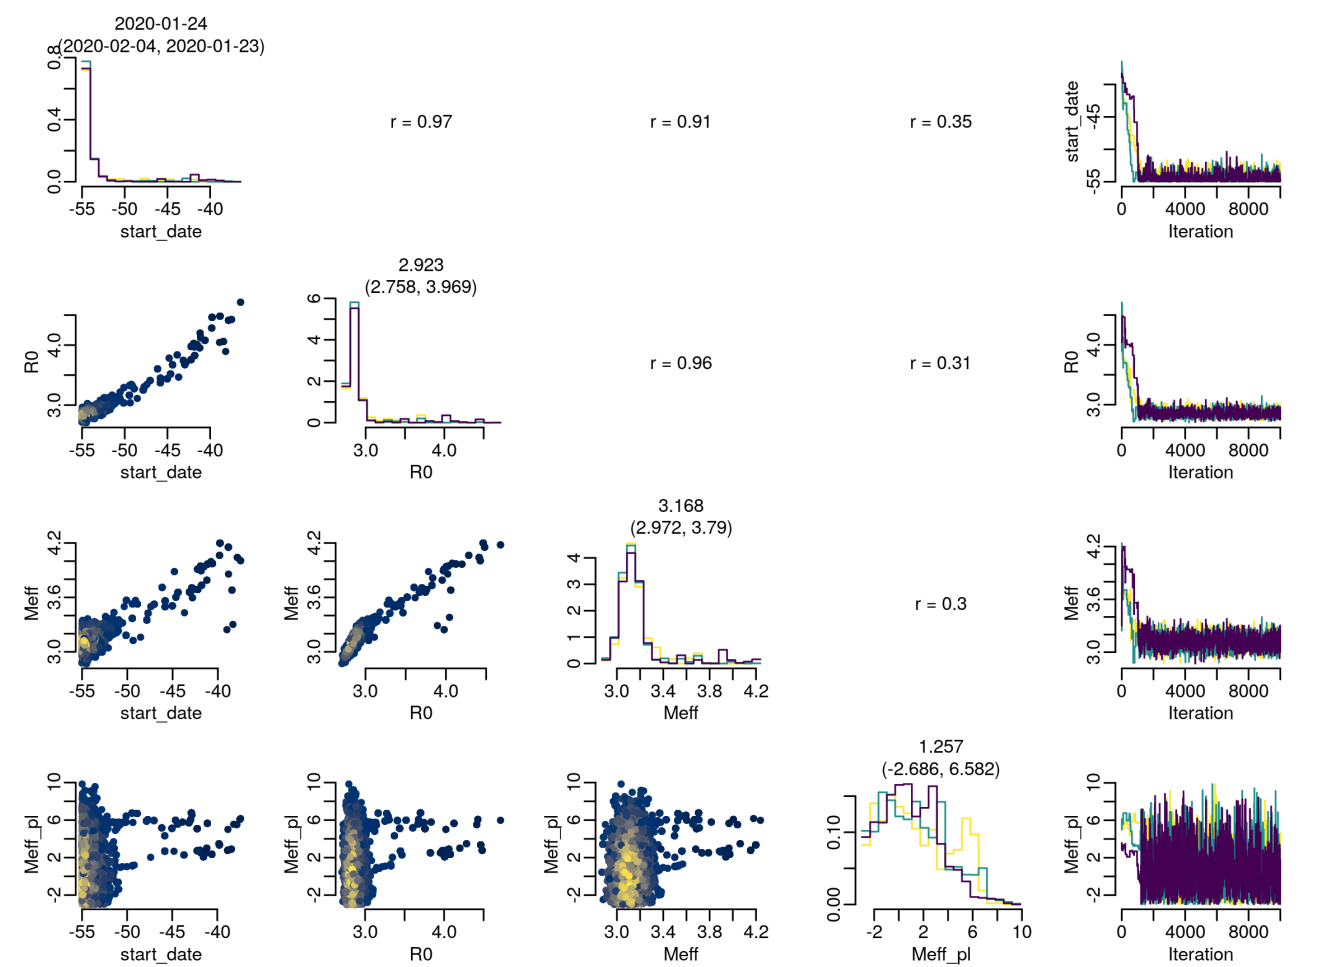 2020-01-24
(2020-02-04, 2020-01-23)
0.0 0.4 0.8
-55 -50 -45 -40
start_date
r = 0.97
r = 0.91
r = 0.35
start_date
-55 -45
0 4000 8000
Iteration
R0
3.0 4.0
-55 -50 -45 -40
start_date
2.923
(2.758, 3.969)
0 2 4 6
3.0 4.0
R0
r = 0.96
r = 0.31
R0
3.0 4.0
0 4000 8000
Iteration
Meff
3.0 3.6 4.2
-55 -50 -45 -40
start_date
Meff
3.0 3.6 4.2
3.0 4.0
R0
3.168
(2.972, 3.79)
0 1 2 3 4
3.0 3.4 3.8 4.2
Meff
r = 0.3
Meff
3.0 3.6 4.2
0 4000 8000
Iteration
Meff_pl
-2 2 6 10
-55 -50 -45 -40
start_date
Meff_pl
-2 2 6 10
3.0 4.0
R0
Meff_pl
-2 2 6 10
3.0 3.4 3.8 4.2
Meff
1.257
(-2.686, 6.582)
0.00 0.10
-2 2 6 10
Meff_pl
Meff_pl
-2 2 6 10
0 4000 8000
Iteration